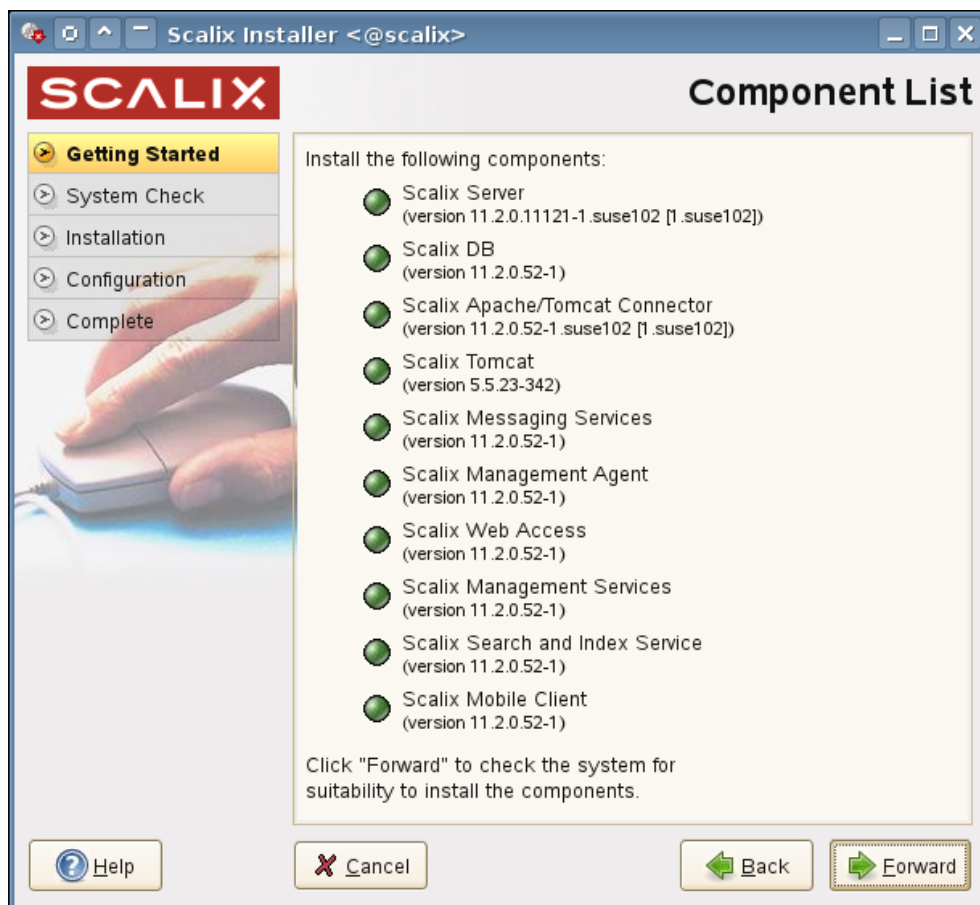 Scalix Installer <@scalix>
SCALIX
Component List
Getting Started
System Check
Installation
Configuration
Complete
Install the following components:
Scalix Server
(version 11.2.0.11121-1.suse102 [1.suse102])
Scalix DB
(version 11.2.0.52-1)
Scalix Apache/Tomcat Connector
(version 11.2.0.52-1.suse102 [1.suse102])
Scalix Tomcat
(version 5.5.23-342)
Scalix Messaging Services
(version 11.2.0.52-1)
Scalix Management Agent
(version 11.2.0.52-1)
Scalix Web Access
(version 11.2.0.52-1)
Scalix Management Services
(version 11.2.0.52-1)
Scalix Search and Index Service
(version 11.2.0.52-1)
Scalix Mobile Client
(version 11.2.0.52-1)
Click "Forward" to check the system for
suitability to install the components.
Help
Cancel
Back
Forward